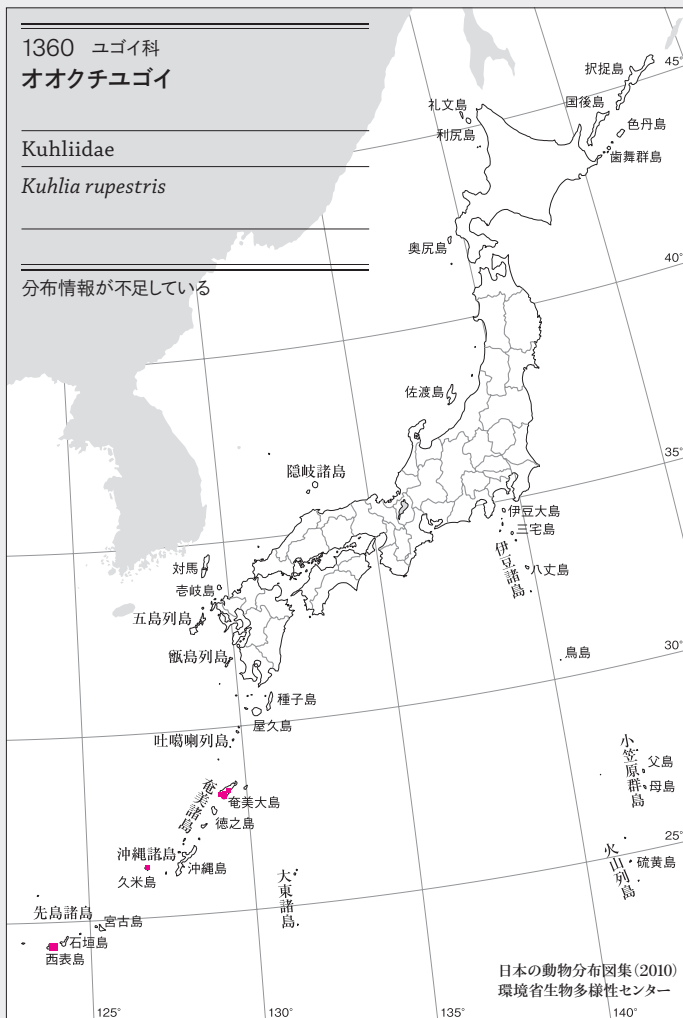 1360 ユゴイ科
オオクチユゴイ
Kuhliidae
Kuhlia rupestris
分布情報が不足している
45°
択捉島
国後島
礼文島
色丹島
利尻島
歯舞群島
奥尻島
40°
佐渡島
35°
隠岐諸島
伊豆大島
三宅島
伊豆諸島
八丈島
対馬
壱岐島
五島列島
甑島列島
鳥島
30°
種子島
屋久島
吐噶喇列島
小笠原群島
父島
母島
奄美諸島
奄美大島
徳之島
25°
沖縄諸島
沖縄島
久米島
火山列島
硫黄島
大東諸島
先島諸島
宮古島
石垣島
西表島
日本の動物分布図集(2010)
環境省生物多様性センター
125°
130°
135°
140°